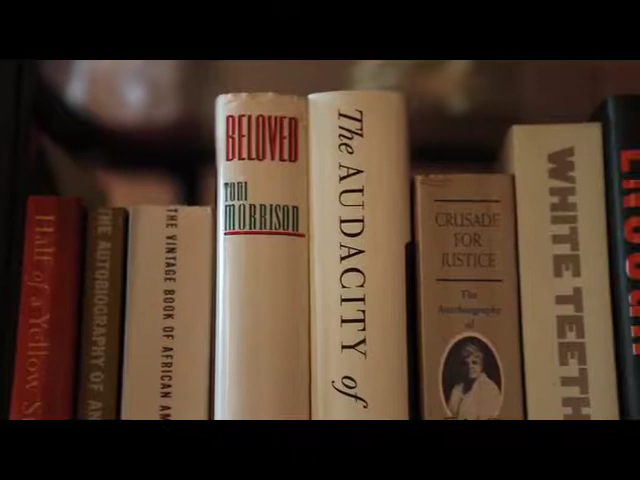 Half of a Yellow
THE AUTOBIOGRAPHY OF AN
THE VINTAGE BOOK OF AFRICAN AM
BELOVED
TONI
MORRISON
The AUDACITY of
CRUSADE
FOR
JUSTICE
The
Autobiography
of
WHITE TEETH